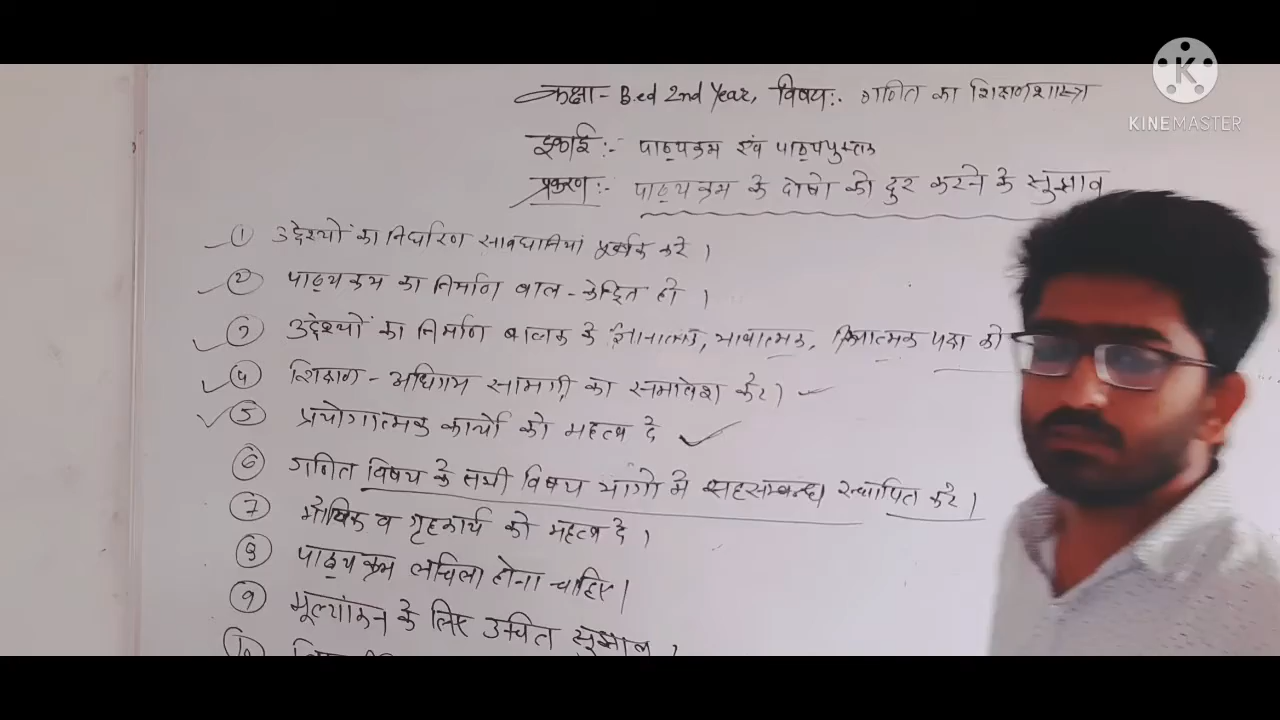 K
KINEMASTER
कक्षा - B.ed 2nd Year, विषय:- गणित का शिक्षणशास्त्र
इकाई :- पाठ्यक्रम एवं पाठ्यपुस्तक
प्रकरण :- पाठ्यक्रम के दोषो को दुर करने के सुझाव
① उद्देश्यों का निर्धारण सावधानियां पूर्वक करे।
② पाठ्यक्रम का निर्माण बाल-केन्द्रित हो।
③ उद्देश्यों का निर्माण बालक के ज्ञानात्मक, भावात्मक, क्रियात्मक पक्ष को
④ शिक्षण - अधिगम सामग्री का समावेश करे।
⑤ प्रयोगात्मक कार्यो को महत्व दे
⑥ गणित विषय के सभी विषय भागो मे सहसम्बन्ध स्थापित करे।
⑦ मौखिक व गृहकार्य को महत्व दे।
⑧ पाठ्यक्रम लचिला होना चाहिए।
⑨ मूल्यांकन के लिए उचित सुझाव